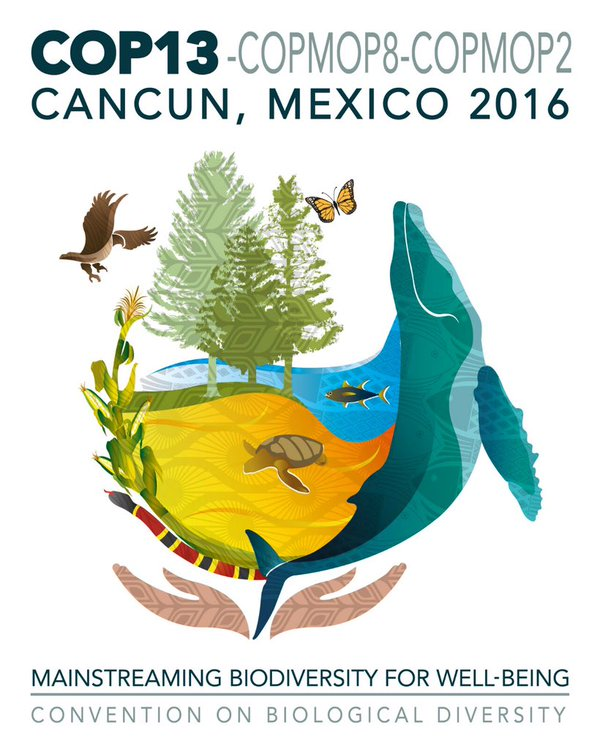 COP13-COPMOP8-COPMOP2
CANCUN, MEXICO 2016
MAINSTREAMING BIODIVERSITY FOR WELL-BEING
CONVENTION ON BIOLOGICAL DIVERSITY